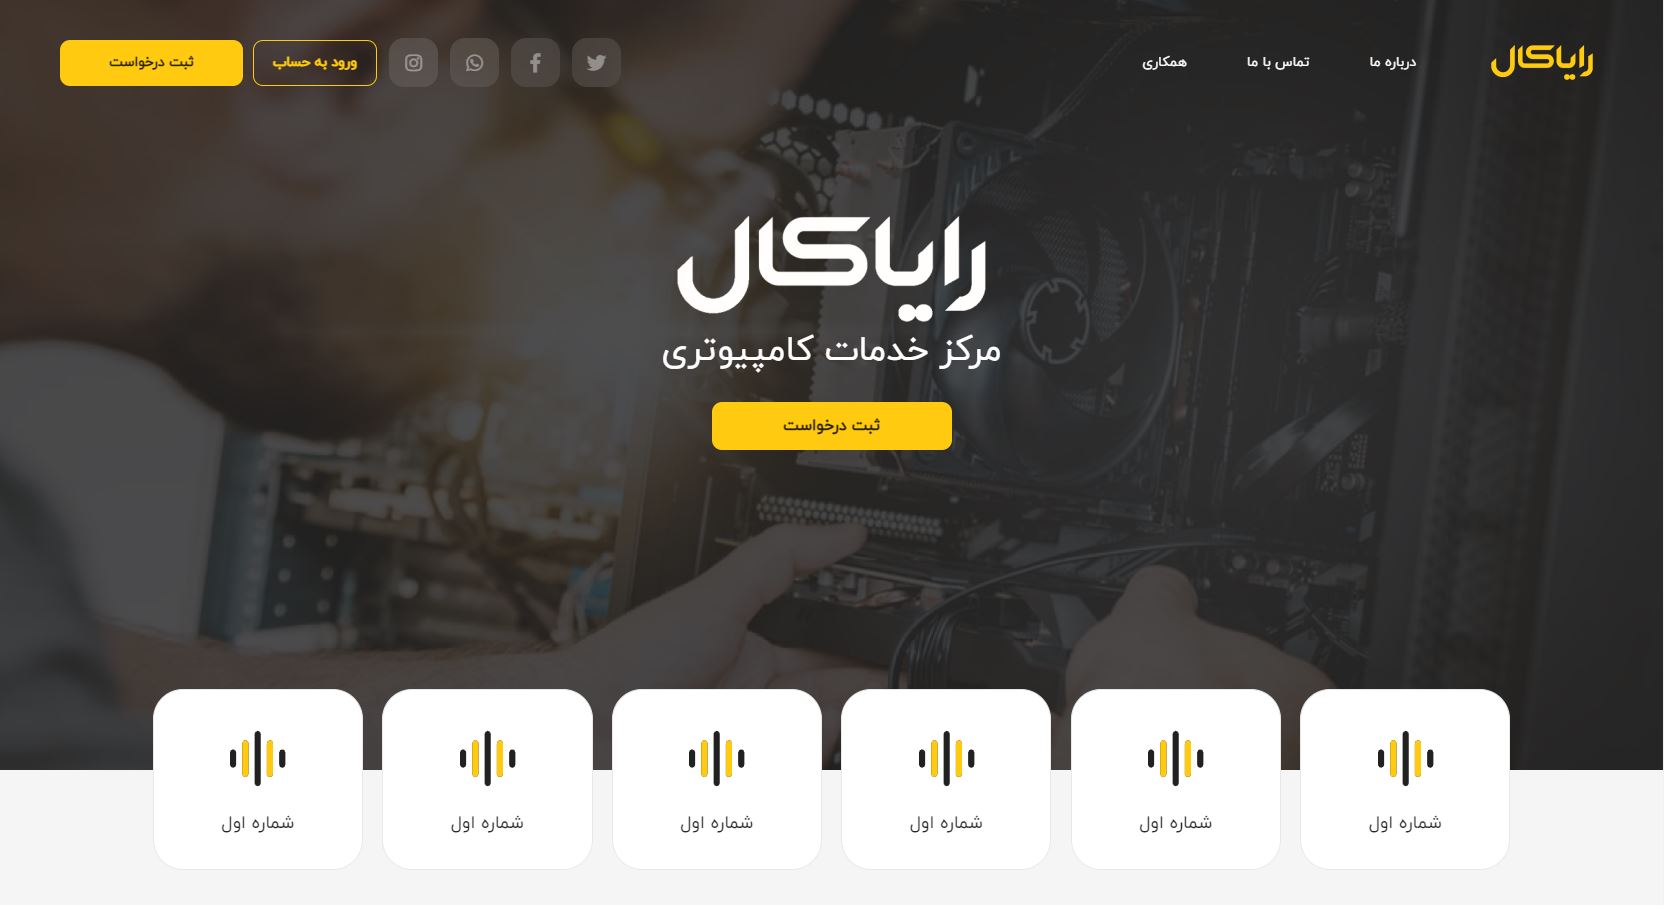 رایاکال
درباره ما
تماس با ما
همکاری
ورود به حساب
ثبت درخواست
رایاکال
مرکز خدمات کامپیوتری
ثبت درخواست
شماره اول
شماره اول
شماره اول
شماره اول
شماره اول
شماره اول